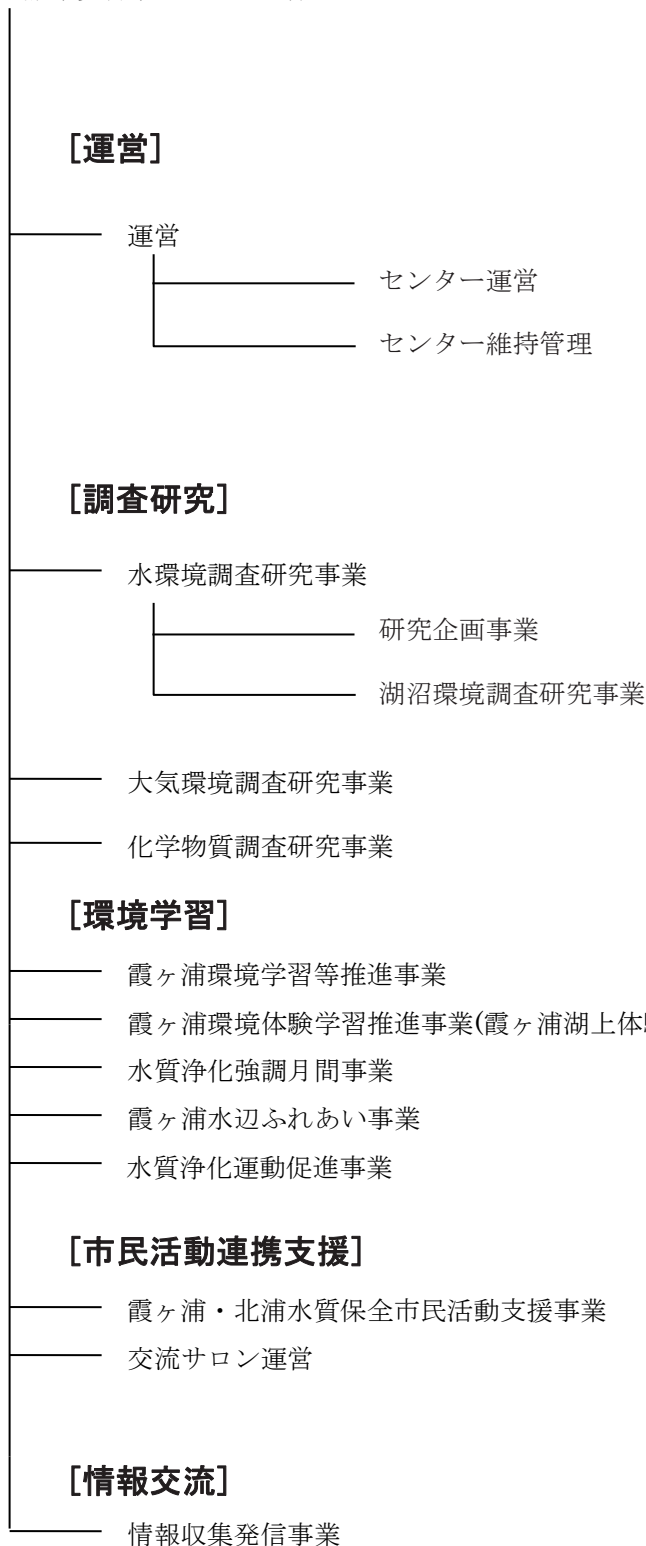 [運営]
運営
センター運営
センター維持管理
[調査研究]
水環境調査研究事業
研究企画事業
湖沼環境調査研究事業
大気環境調査研究事業
化学物質調査研究事業
[環境学習]
霞ヶ浦環境学習等推進事業
霞ヶ浦環境体験学習推進事業(霞ヶ浦湖上体
水質浄化強調月間事業
霞ヶ浦水辺ふれあい事業
水質浄化運動促進事業
[市民活動連携支援]
霞ヶ浦・北浦水質保全市民活動支援事業
交流サロン運営
[情報交流]
情報収集発信事業